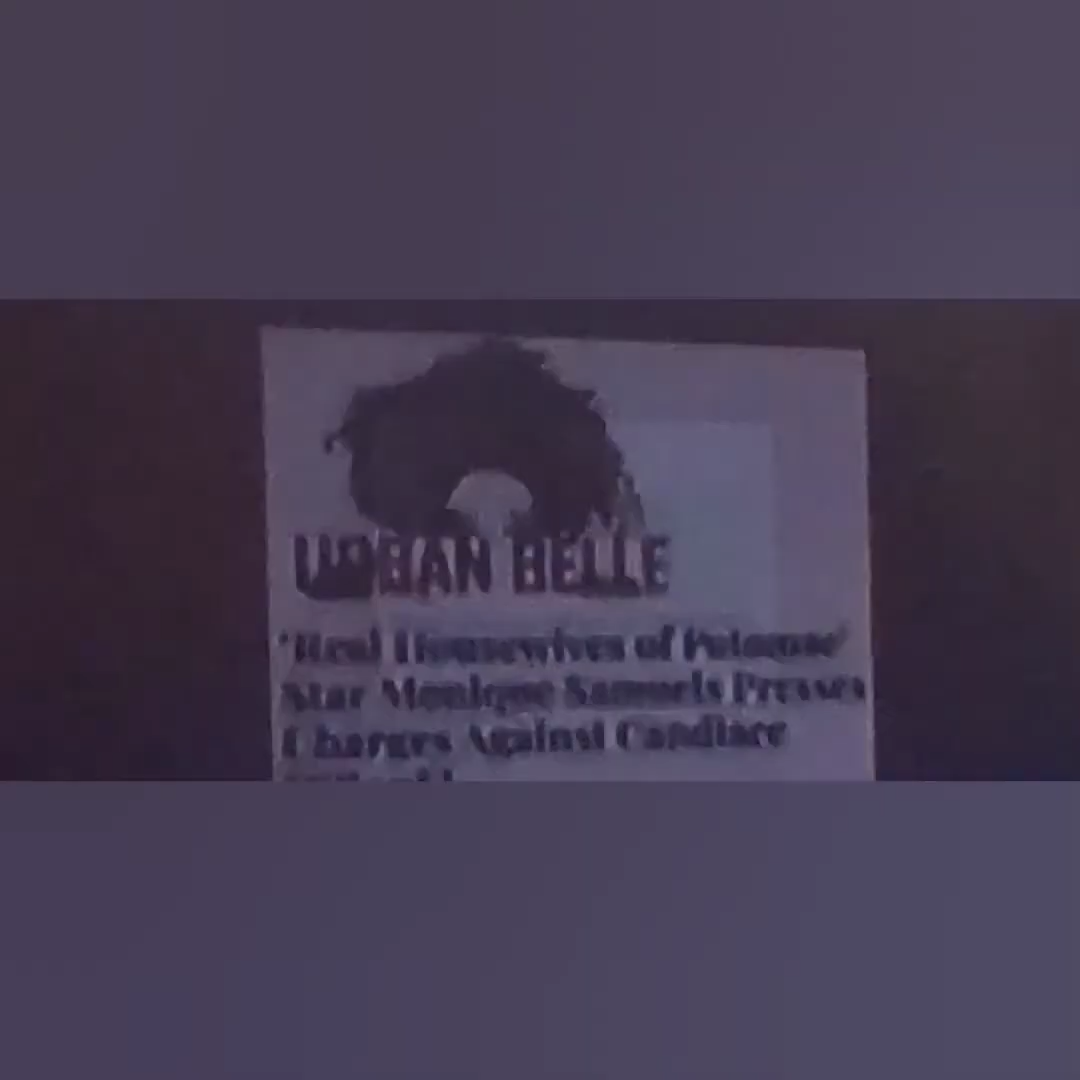 URBAN BELLE
'Real Housewives of Potomac'
Star Monique Samuels Presses
Charges Against Candiace